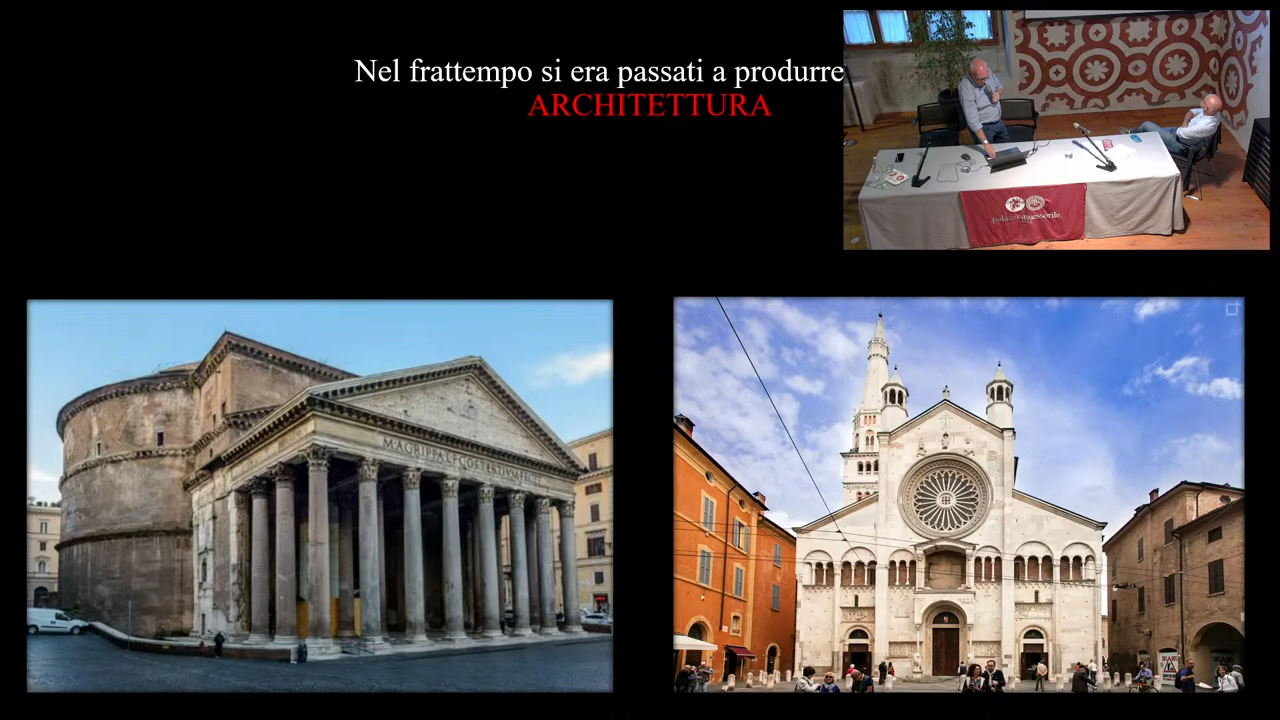 Nel frattempo si era passati a produrre
ARCHITETTURA
M·AGRIPPA·L·F·COS·TERTIVM·FECIT